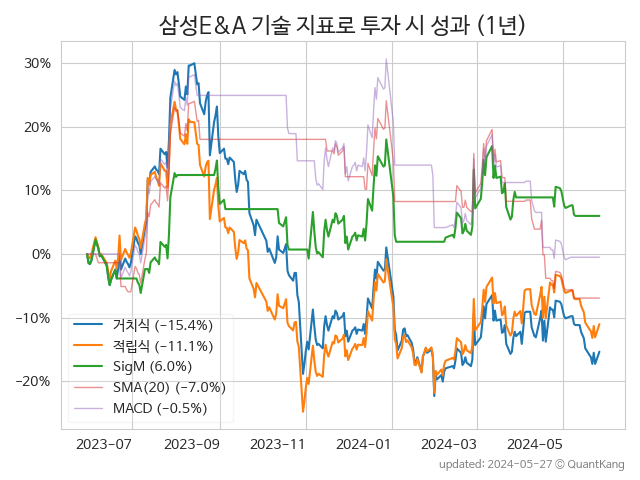 삼성E&A 기술 지표로 투자 시 성과 (1년)
30%
20%
10%
0%
−10%
−20%
거치식 (−15.4%)
적립식 (−11.1%)
SigM (6.0%)
SMA(20) (−7.0%)
MACD (−0.5%)
2023-07 2023-09 2023-11 2024-01 2024-03 2024-05
updated: 2024-05-27 © QuantKang